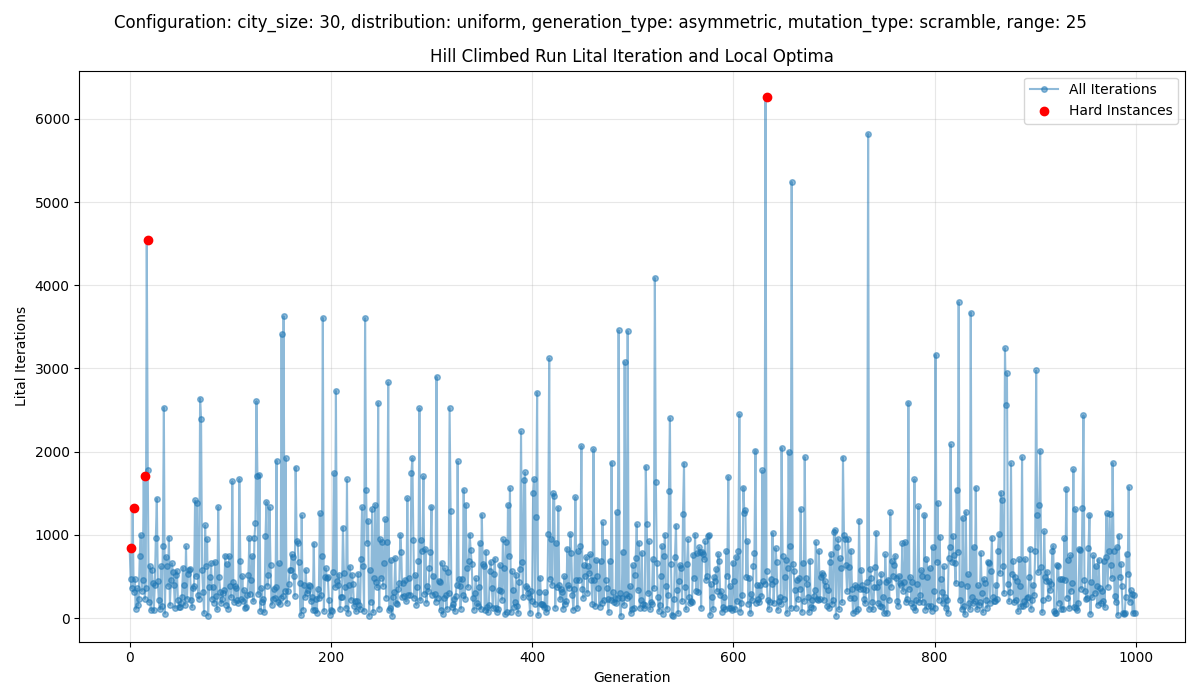 Configuration: city_size: 30, distribution: uniform, generation_type: asymmetric, mutation_type: scramble, range: 25
Hill Climbed Run Lital Iteration and Local Optima
All Iterations
Hard Instances
Lital Iterations
6000
5000
4000
3000
2000
1000
0
0 200 400 600 800 1000
Generation